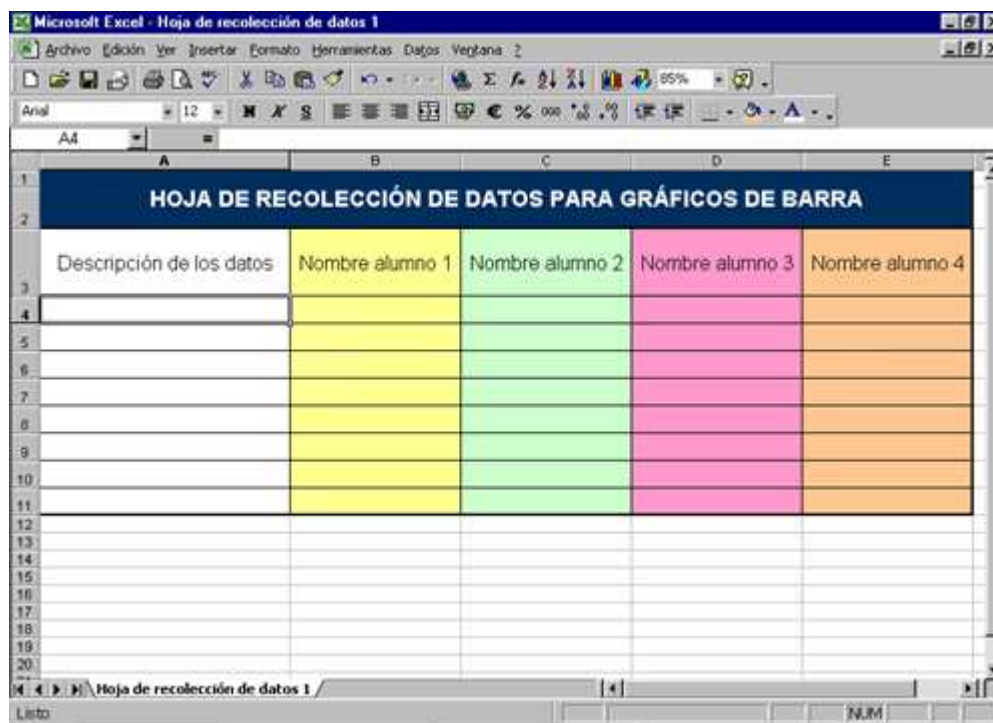 Microsoft Excel - Hoja de recolección de datos 1
Archivo Edición Ver Insertar Formato Herramientas Datos Ventana ?
85%
Arial 12 N K S € % 000
A4 =
A B C D E
1
HOJA DE RECOLECCIÓN DE DATOS PARA GRÁFICOS DE BARRA
2
Descripción de los datos Nombre alumno 1 Nombre alumno 2 Nombre alumno 3 Nombre alumno 4
3
4
5
6
7
8
9
10
11
12
13
14
15
16
17
18
19
20
Hoja de recolección de datos 1
Listo NUM